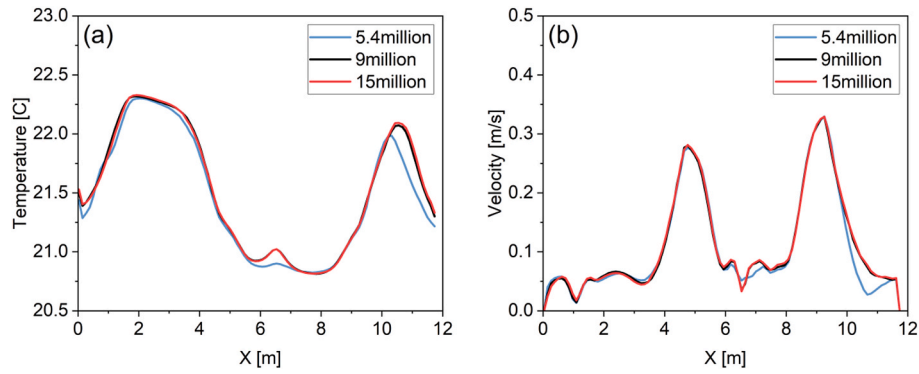 (a)
5.4million
9million
15million
Temperature [C]
23.0
22.5
22.0
21.5
21.0
20.5
0 2 4 6 8 10 12
X [m]
(b)
5.4million
9million
15million
Velocity [m/s]
0.5
0.4
0.3
0.2
0.1
0.0
0 2 4 6 8 10 12
X [m]